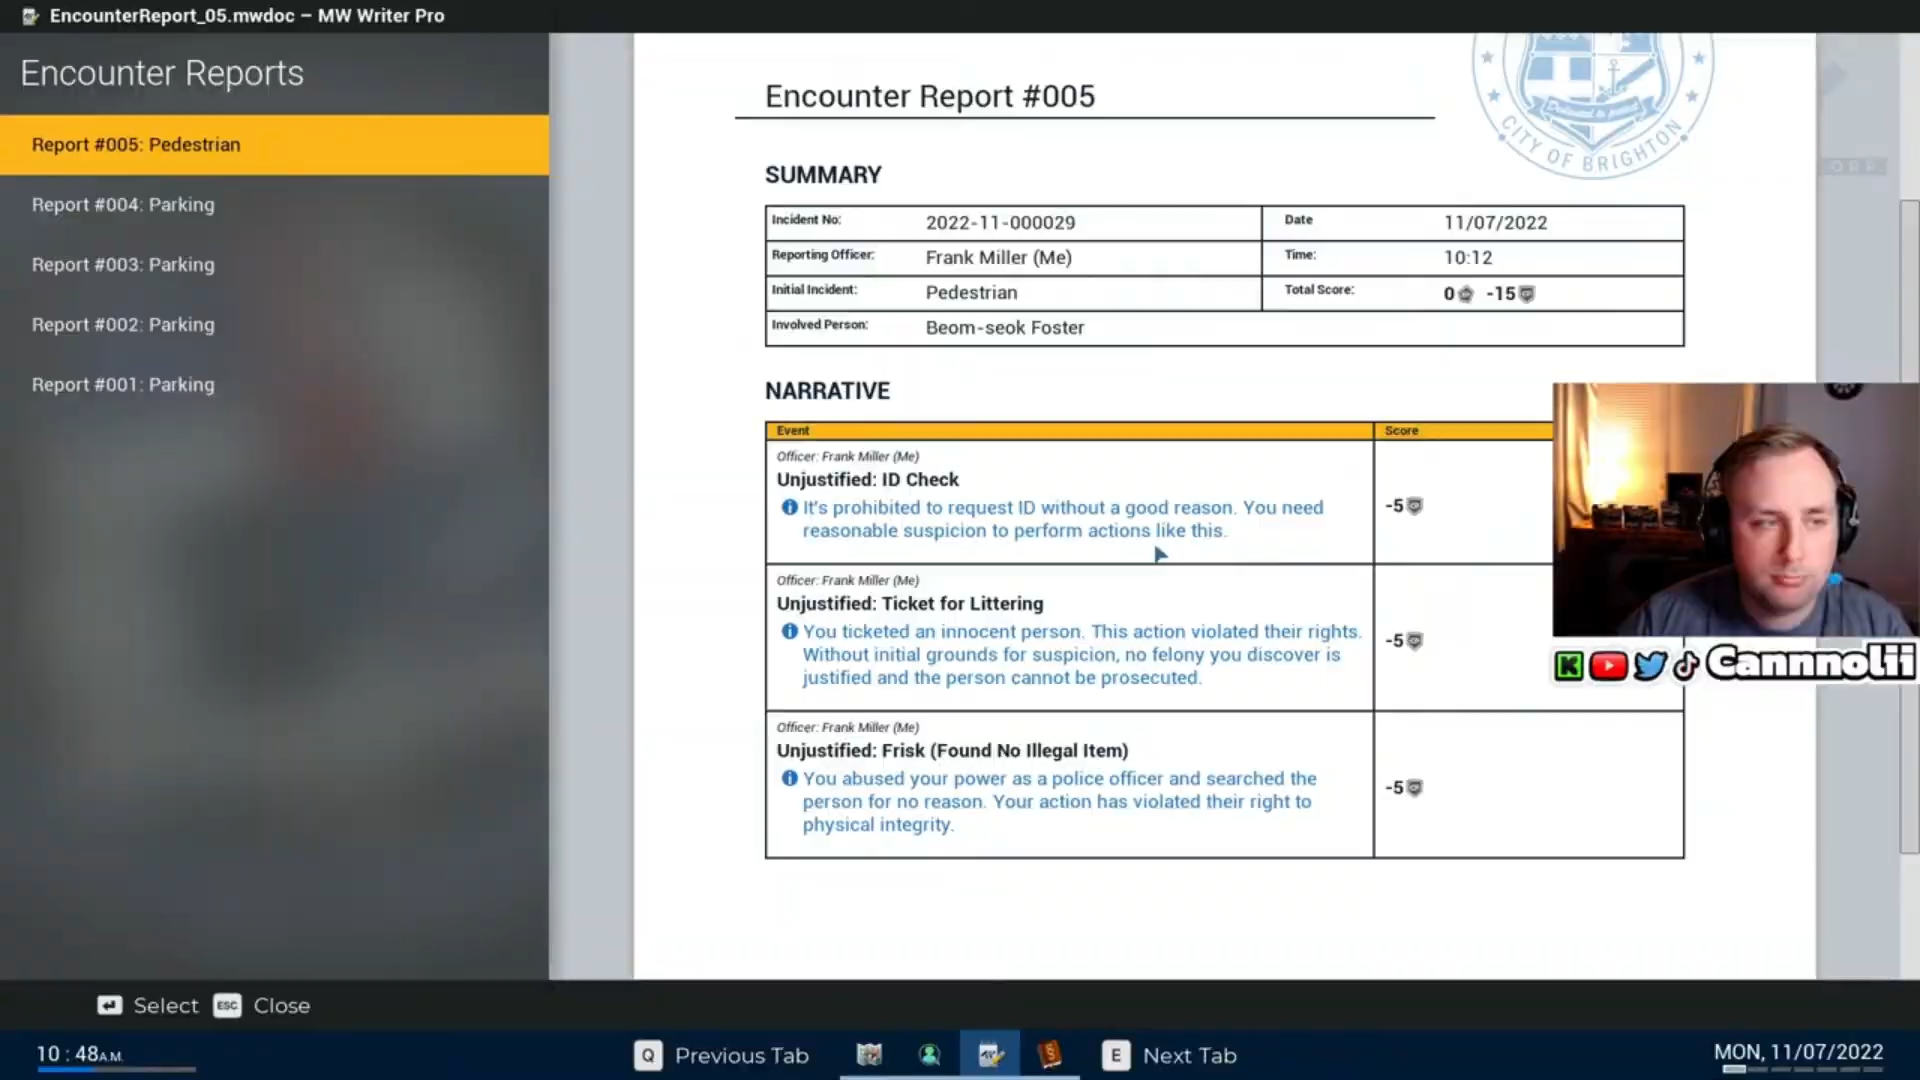 EncounterReport_05.mwdoc – MW Writer Pro
Encounter Reports
Report #005: Pedestrian
Report #004: Parking
Report #003: Parking
Report #002: Parking
Report #001: Parking
Encounter Report #005
CITY OF BRIGHTON
SUMMARY
Incident No: 2022-11-000029 Date 11/07/2022
Reporting Officer: Frank Miller (Me) Time: 10:12
Initial Incident: Pedestrian Total Score: 0 -15
Involved Person: Beom-seok Foster
NARRATIVE
Event Score
Officer: Frank Miller (Me)
Unjustified: ID Check
It's prohibited to request ID without a good reason. You need
reasonable suspicion to perform actions like this.
-5
Officer: Frank Miller (Me)
Unjustified: Ticket for Littering
You ticketed an innocent person. This action violated their rights.
Without initial grounds for suspicion, no felony you discover is
justified and the person cannot be prosecuted.
-5
Officer: Frank Miller (Me)
Unjustified: Frisk (Found No Illegal Item)
You abused your power as a police officer and searched the
person for no reason. Your action has violated their right to
physical integrity.
-5
K Cannnolii
Select ESC Close
10 : 48 A.M.
Q Previous Tab E Next Tab
MON, 11/07/2022